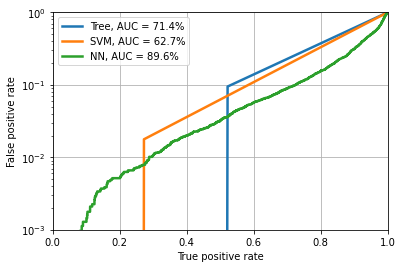 Tree, AUC = 71.4%
SVM, AUC = 62.7%
NN, AUC = 89.6%
10⁰
10⁻¹
10⁻²
10⁻³
False positive rate
0.0 0.2 0.4 0.6 0.8 1.0
True positive rate